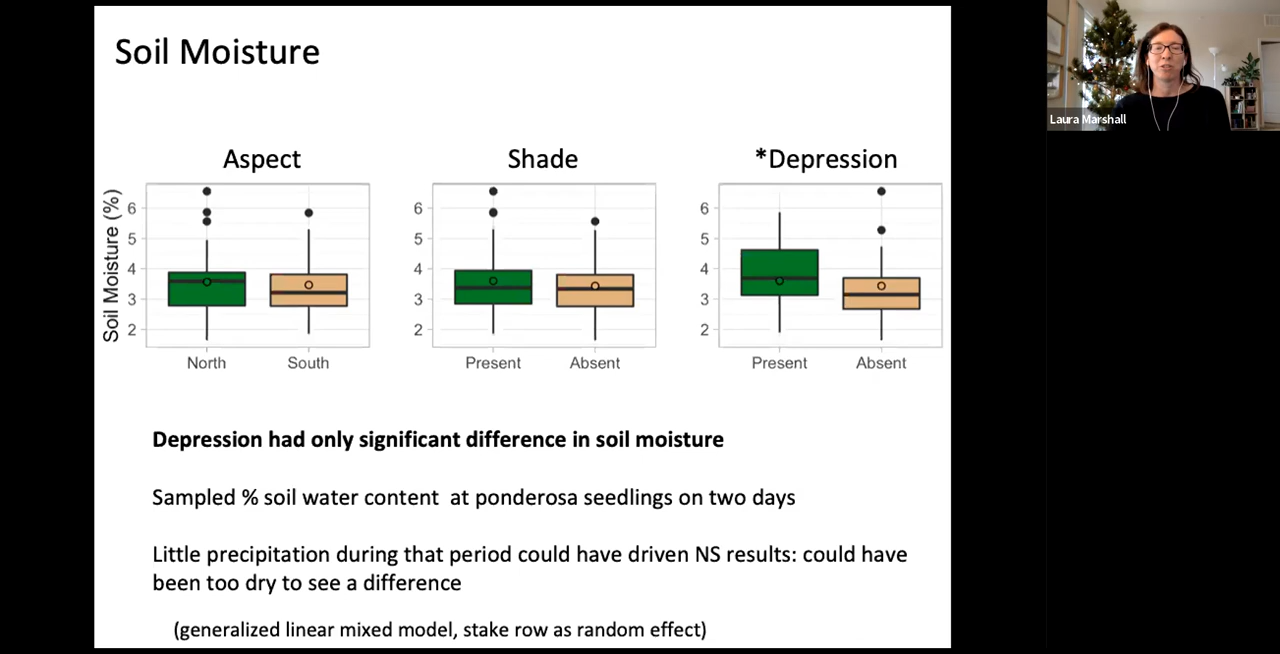 Soil Moisture
Aspect
Shade
*Depression
Soil Moisture (%)
6
5
4
3
2
North
South
6
5
4
3
2
Present
Absent
6
5
4
3
2
Present
Absent
Depression had only significant difference in soil moisture
Sampled % soil water content at ponderosa seedlings on two days
Little precipitation during that period could have driven NS results: could have
been too dry to see a difference
(generalized linear mixed model, stake row as random effect)
Laura Marshall